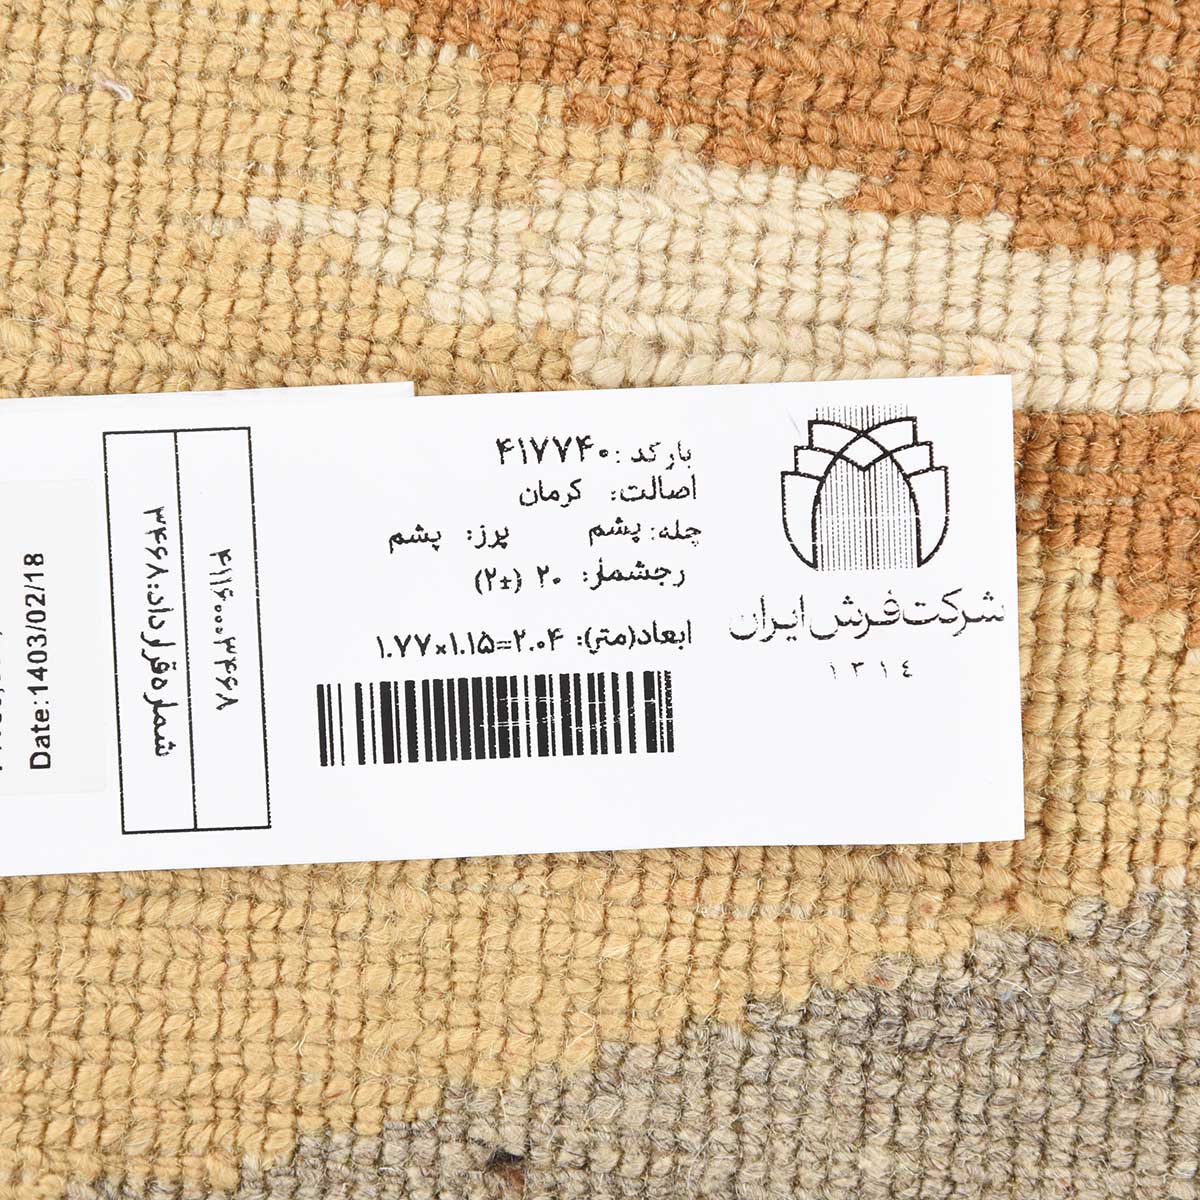 بارکد: ۴۱۷۷۴۰
اصالت: کرمان
چله: پشم پرز: پشم
رجشمار: ۲۰ (±۲)
ابعاد(متر): ۱.۷۷×۱.۱۵=۲.۰۴
شرکت فرش ایران
۱۳۱٤
۴۱۱۶۰۰۰۳۴۶۸
شماره قرارداد: ۳۴۶۸
Date:1403/02/18